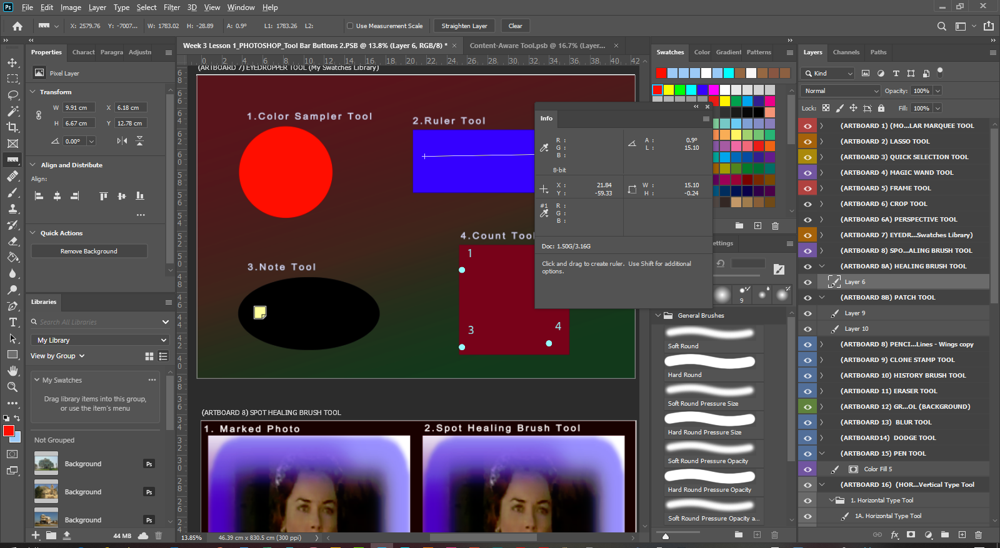 Ps File Edit Image Layer Type Select Filter 3D View Window Help
X: 2579.76 Y: -7007... W: 1783.02 H: -28.89 A: 0.9° L1: 1783.26 L2: Use Measurement Scale Straighten Layer Clear
Properties Charact Paragra Adjustn
Pixel Layer
Transform
W 9.91 cm X 6.18 cm
H 6.67 cm Y 12.78 cm
0.00°
Align and Distribute
Align:
Quick Actions
Remove Background
Libraries
Search All Libraries
My Library
View by Group
My Swatches
Drag library items into this group,
or use the item's menu
Not Grouped
Background Ps
Background Ps
Background Ps
44 MB
Week 3 Lesson 1_PHOTOSHOP_Tool Bar Buttons 2.PSB @ 13.8% (Layer 6, RGB/8) * × Content-Aware Tool.psb @ 16.7% (Layer... ×
0 2 4 6 8 10 12 14 16 18 20 22 24 26 28 30 32 34 36 38 40 42
(ARTBOARD 7) EYEDROPPER TOOL (My Swatches Library)
1.Color Sampler Tool
2.Ruler Tool
3.Note Tool
4.Count Tool
1
3
4
(ARTBOARD 8) SPOT HEALING BRUSH TOOL
1. Marked Photo
2.Spot Healing Brush Tool
13.85% 46.39 cm x 830.5 cm (300 ppi)
Info
R :
G :
B :
8-bit
A : 0.9°
L : 15.10
X : 21.84
Y : -59.33
W : 15.10
H : -0.24
#1 R :
G :
B :
Doc: 1.50G/3.16G
Click and drag to create ruler. Use Shift for additional
options.
Swatches Color Gradient Patterns
ettings
9
General Brushes
Soft Round
Hard Round
Soft Round Pressure Size
Hard Round Pressure Size
Soft Round Pressure Opacity
Hard Round Pressure Opacity
Soft Round Pressure Opacity a...
Layers Channels Paths
Kind
Normal Opacity: 100%
Lock: Fill: 100%
(ARTBOARD 1) (MO...LAR MARQUEE TOOL
(ARTBOARD 2) LASSO TOOL
(ARTBOARD 3) QUICK SELECTION TOOL
(ARTBOARD 4) MAGIC WAND TOOL
(ARTBOARD 5) FRAME TOOL
(ARTBOARD 6) CROP TOOL
(ARTBOARD 6A) PERSPECTIVE TOOL
(ARTBOARD 7) EYEDR...Swatches Library)
(ARTBOARD 8) SPO...ALING BRUSH TOOL
(ARTBOARD 8A) HEALING BRUSH TOOL
Layer 6
(ARTBOARD 8B) PATCH TOOL
Layer 9
Layer 10
(ARTBOARD 8) PENCI...Lines - Wings copy
(ARTBOARD 9) CLONE STAMP TOOL
(ARTBOARD 10) HISTORY BRUSH TOOL
(ARTBOARD 11) ERASER TOOL
(ARTBOARD 12) GR...OL (BACKGROUND)
(ARTBOARD 13) BLUR TOOL
(ARTBOARD14) DODGE TOOL
(ARTBOARD 15) PEN TOOL
Color Fill 5
(ARTBOARD 16) (HOR...Vertical Type Tool
1. Horizontal Type Tool
1A. Horizontal Type Tool